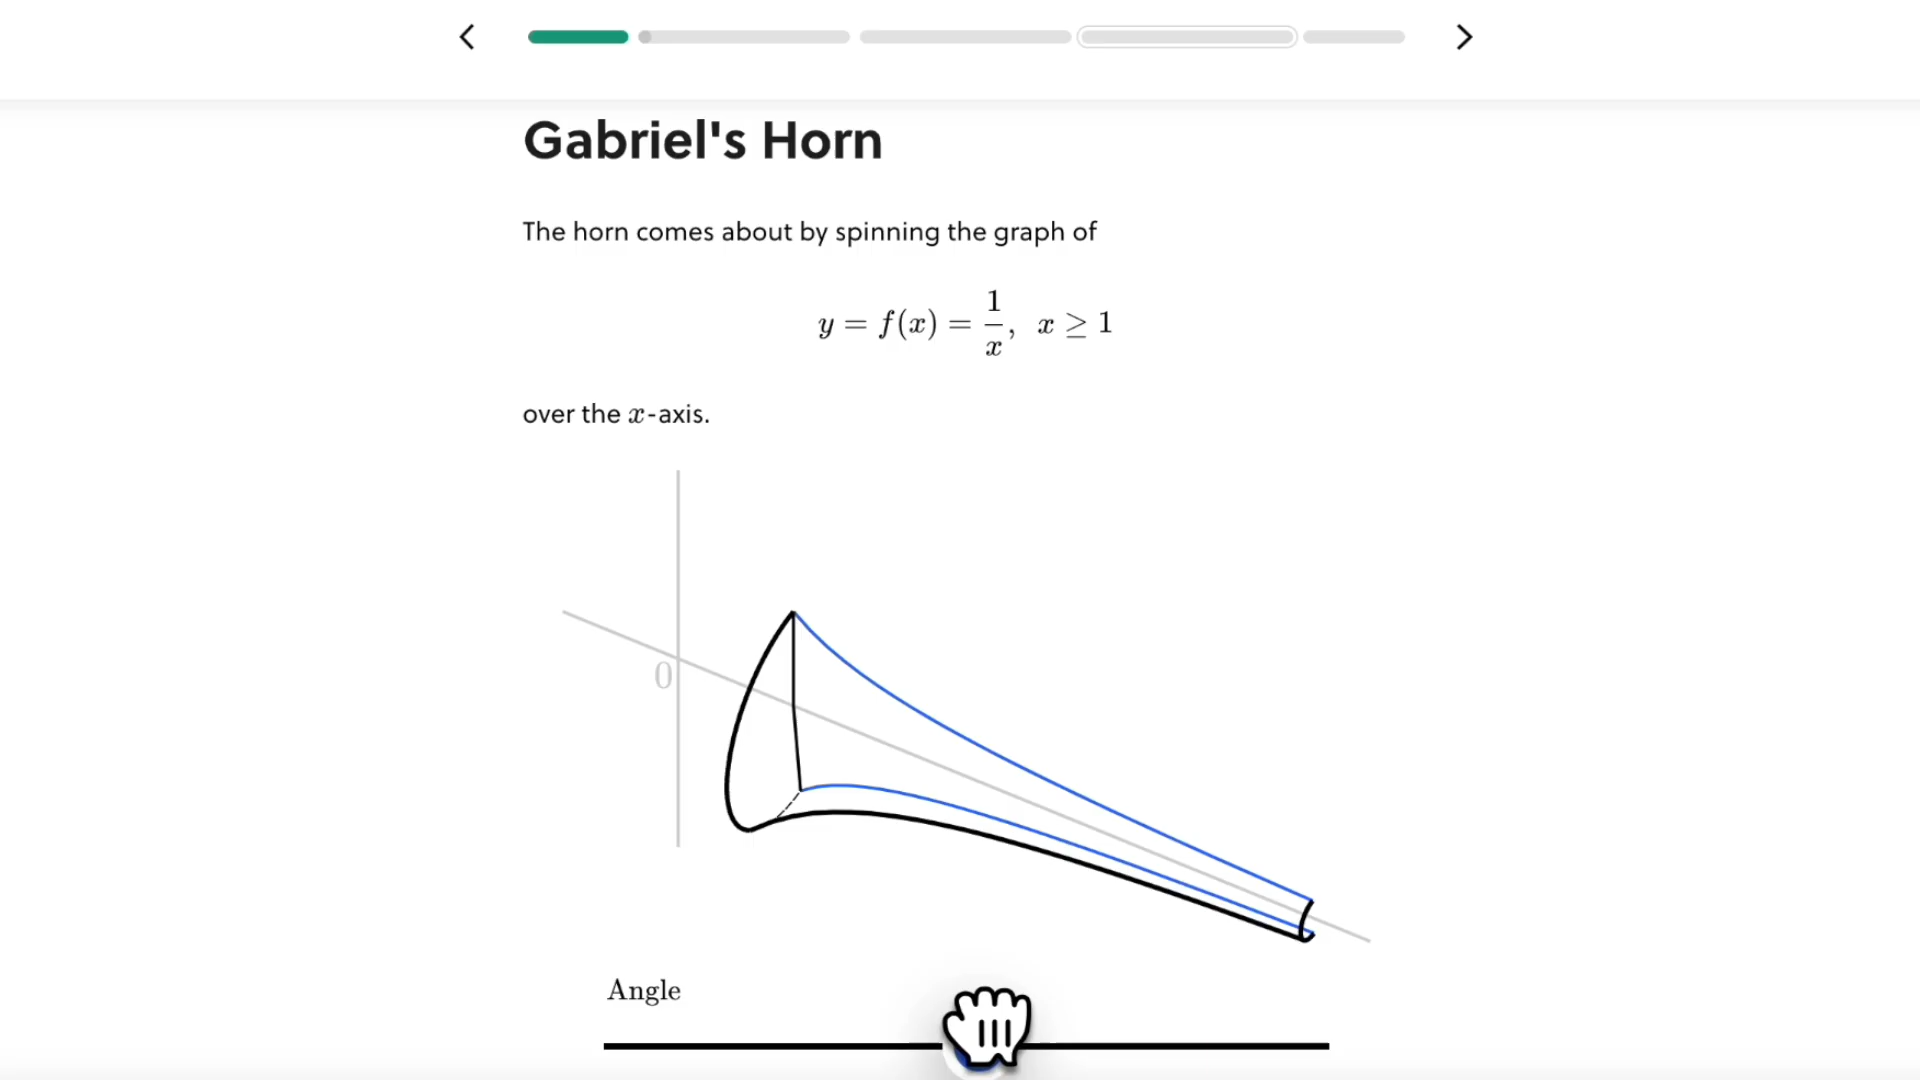 Gabriel's Horn
The horn comes about by spinning the graph of
y = f(x) = 1/x, x ≥ 1
over the x-axis.
0
Angle